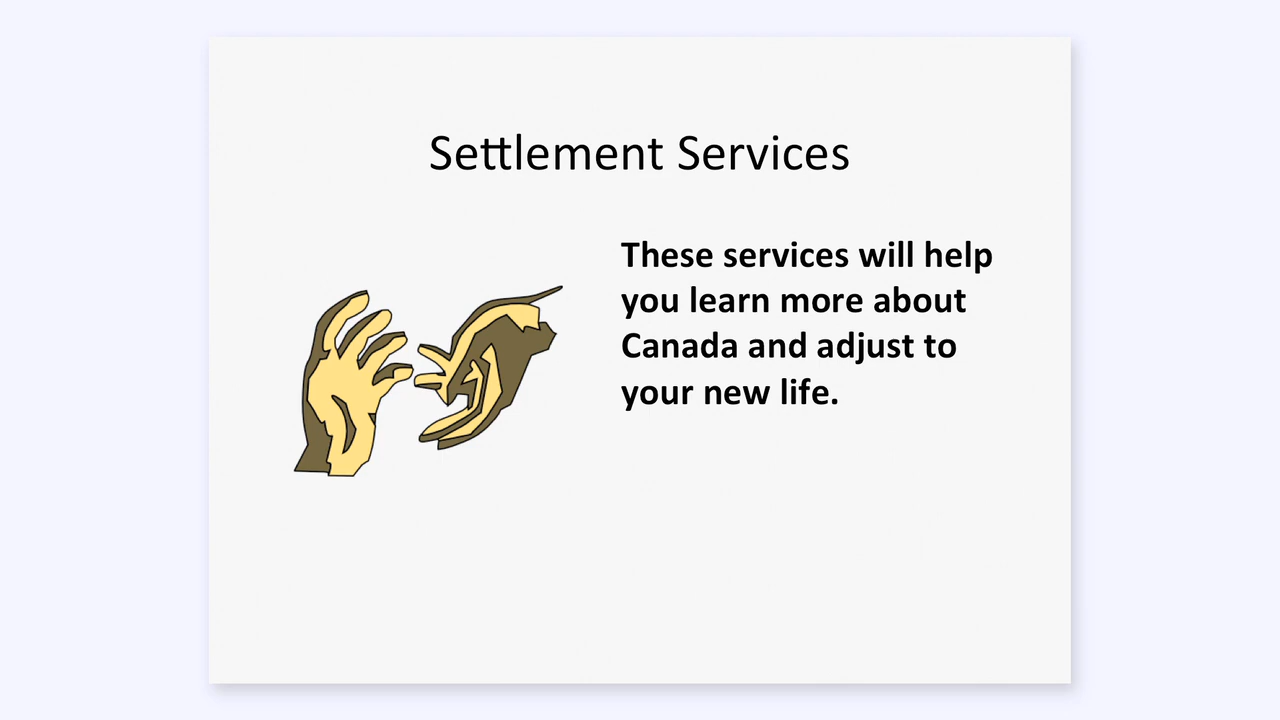 Settlement Services
These services will help
you learn more about
Canada and adjust to
your new life.